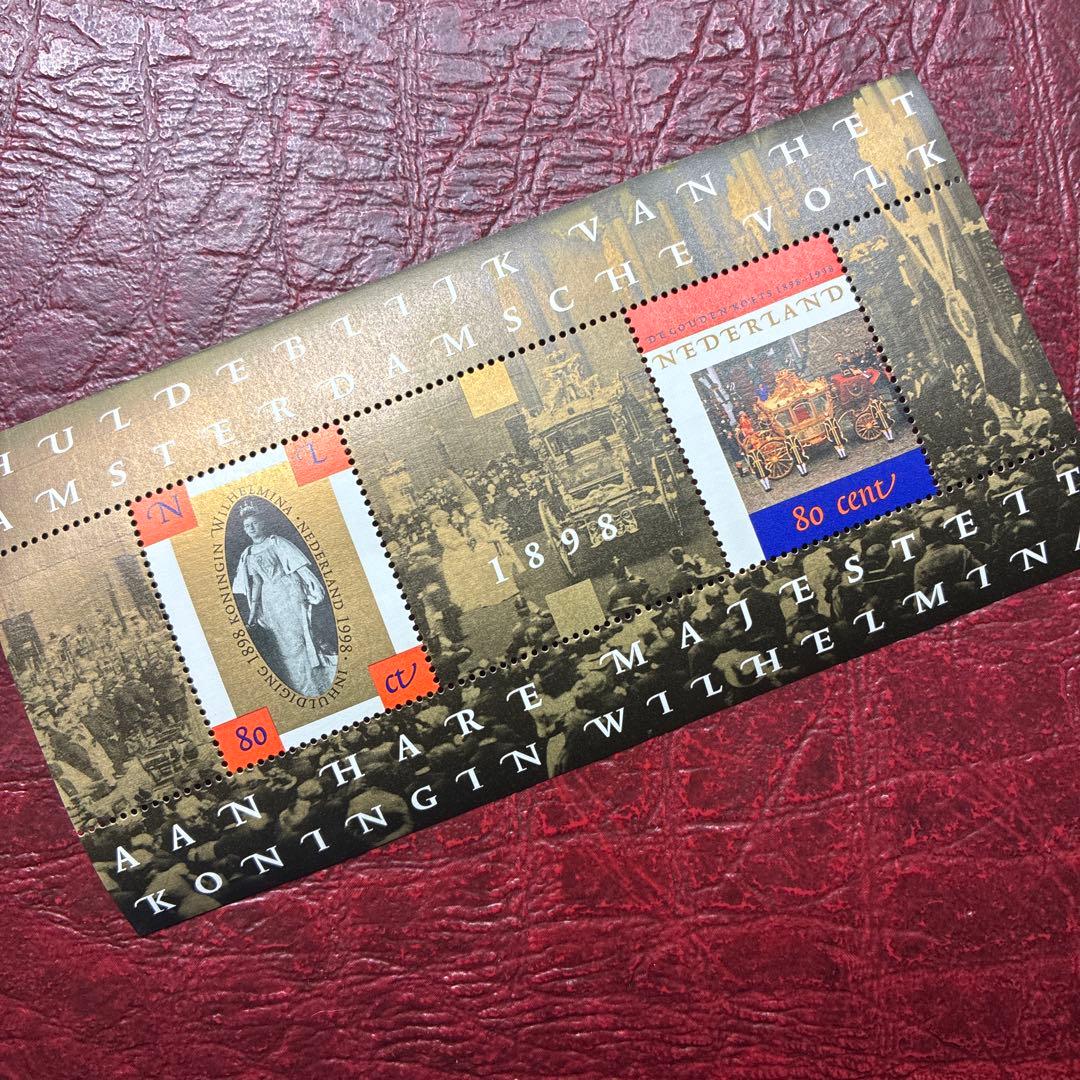 HULDEBLIJK VAN HET
AMSTERDAMSCHE VOLK
DE GOUDEN KOETS 1898-1998
NEDERLAND
80 cent
NL
INHULDIGING 1898 KONINGIN WILHELMINA · NEDERLAND 1998 ·
80 ct
1898
AAN HARE MAJESTEIT
KONINGIN WILHELMINA